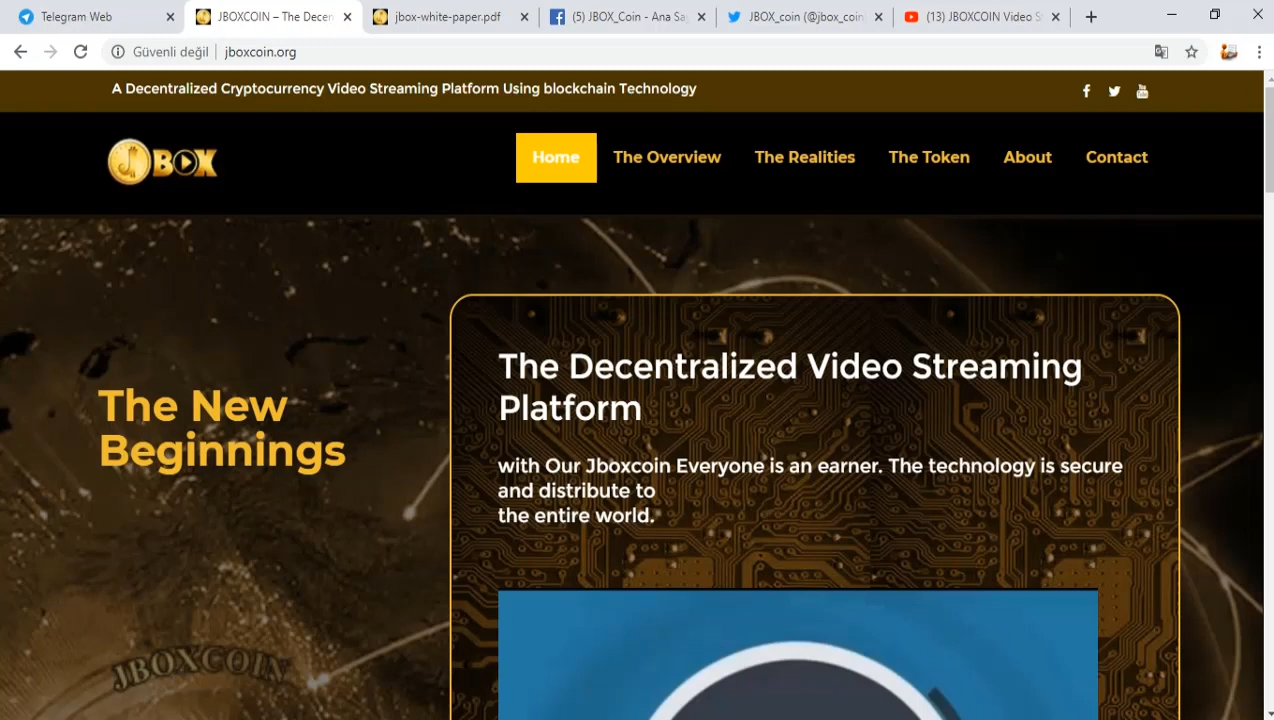 Telegram Web
JBOXCOIN – The Decen
jbox-white-paper.pdf
(5) JBOX_Coin - Ana Say
JBOX_coin (@jbox_coin
(13) JBOXCOIN Video S
Güvenli değil
jboxcoin.org
A Decentralized Cryptocurrency Video Streaming Platform Using blockchain Technology
JBOX
Home
The Overview
The Realities
The Token
About
Contact
The New
Beginnings
The Decentralized Video Streaming
Platform
with Our Jboxcoin Everyone is an earner. The technology is secure
and distribute to
the entire world.
JBOXCOIN